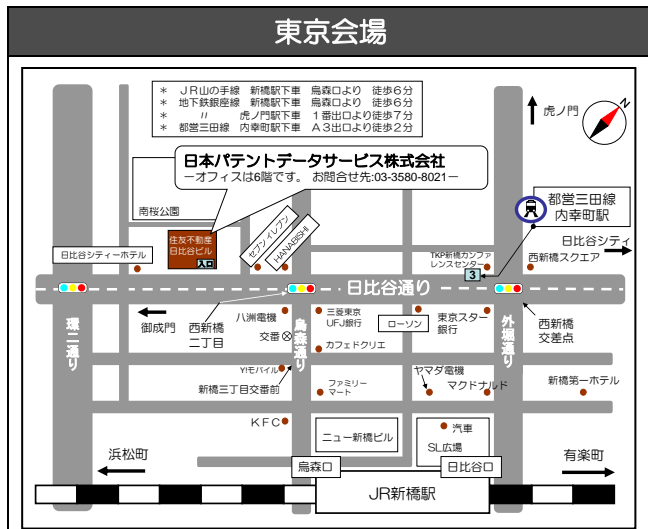 東京会場
* JR山の手線 新橋駅下車 烏森口より 徒歩6分
* 地下鉄銀座線 新橋駅下車 烏森口より 徒歩6分
* 〃 虎ノ門駅下車 1番出口より徒歩7分
* 都営三田線 内幸町駅下車 A3出口より徒歩2分
虎ノ門
N
日本パテントデータサービス株式会社
－オフィスは6階です。 お問合せ先:03-3580-8021－
都営三田線
内幸町駅
南桜公園
住友不動産
日比谷ビル
入口
セブンイレブン
HANABISHI
日比谷シティ
日比谷シティーホテル
TKP新橋カンファ
レンスセンター
3
西新橋スクエア
日比谷通り
御成門
西新橋
二丁目
八洲電機
三菱東京
UFJ銀行
ローソン
東京スター
銀行
西新橋
交差点
交番
カフェドクリエ
環二通り
烏森通り
外堀通り
Y!モバイル
新橋三丁目交番前
ファミリー
マート
ヤマダ電機
マクドナルド
新橋第一ホテル
KFC
ニュー新橋ビル
汽車
SL広場
浜松町
烏森口
日比谷口
有楽町
JR新橋駅